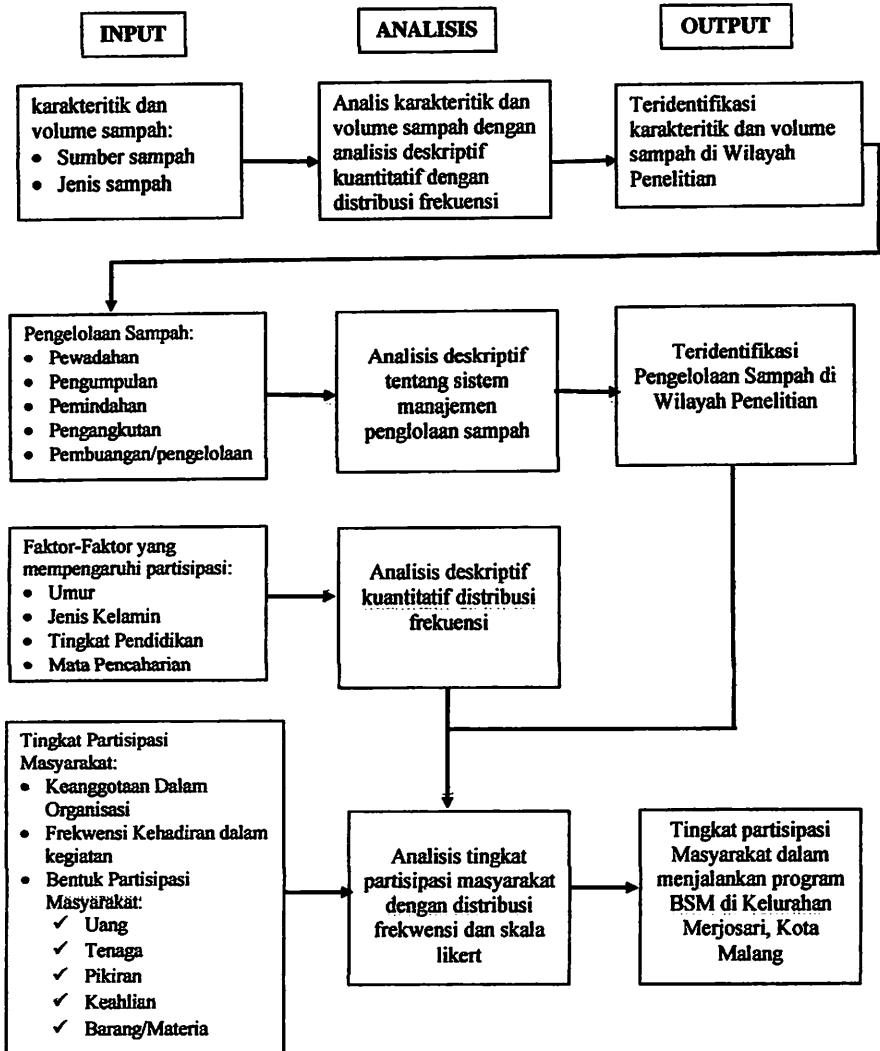 INPUT
ANALISIS
OUTPUT
karakteritik dan
volume sampah:
• Sumber sampah
• Jenis sampah
Analis karakteritik dan
volume sampah dengan
analisis deskriptif
kuantitatif dengan
distribusi frekuensi
Teridentifikasi
karakteritik dan volume
sampah di Wilayah
Penelitian
Pengelolaan Sampah:
• Pewadahan
• Pengumpulan
• Pemindahan
• Pengangkutan
• Pembuangan/pengelolaan
Analisis deskriptif
tentang sistem
manajemen
penglolaan sampah
Teridentifikasi
Pengelolaan Sampah di
Wilayah Penelitian
Faktor-Faktor yang
mempengaruhi partisipasi:
• Umur
• Jenis Kelamin
• Tingkat Pendidikan
• Mata Pencaharian
Analisis deskriptif
kuantitatif distribusi
frekuensi
Tingkat Partisipasi
Masyarakat:
• Keanggotaan Dalam
Organisasi
• Frekwensi Kehadiran dalam
kegiatan
• Bentuk Partisipasi
Masyarakat:
✓ Uang
✓ Tenaga
✓ Pikiran
✓ Keahlian
✓ Barang/Materia
Analisis tingkat
partisipasi masyarakat
dengan distribusi
frekwensi dan skala
likert
Tingkat partisipasi
Masyarakat dalam
menjalankan program
BSM di Kelurahan
Merjosari, Kota
Malang